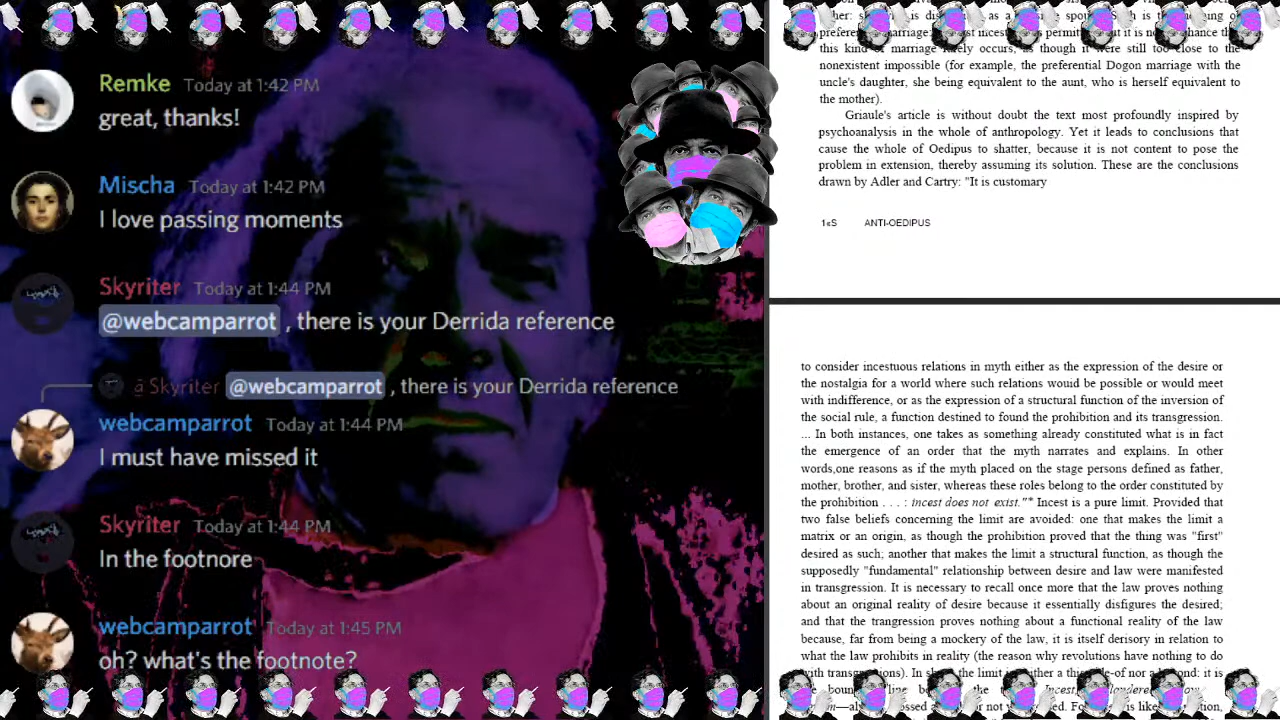 Remke Today at 1:42 PM
great, thanks!
Mischa Today at 1:42 PM
I love passing moments
Skyriter Today at 1:44 PM
@webcamparrot , there is your Derrida reference
Skyriter @webcamparrot , there is your Derrida reference
webcamparrot Today at 1:44 PM
I must have missed it
Skyriter Today at 1:44 PM
In the footnore
webcamparrot Today at 1:45 PM
oh? what's the footnote?
this kind marriage as though it were still too close to the
nonexistent impossible (for example, the preferential Dogon marriage with the
uncle's daughter, she being equivalent to the aunt, who is herself equivalent to
the mother).
Griaule's article is without doubt the text most profoundly inspired by
psychoanalysis in the whole of anthropology. Yet it leads to conclusions that
cause the whole of Oedipus to shatter, because it is not content to pose the
problem in extension, thereby assuming its solution. These are the conclusions
drawn by Adler and Cartry: "It is customary
1«S ANTI-OEDIPUS
to consider incestuous relations in myth either as the expression of the desire or
the nostalgia for a world where such relations wouid be possible or would meet
with indifference, or as the expression of a structural function of the inversion of
the social rule, a function destined to found the prohibition and its transgression.
... In both instances, one takes as something already constituted what is in fact
the emergence of an order that the myth narrates and explains. In other
words,one reasons as if the myth placed on the stage persons defined as father,
mother, brother, and sister, whereas these roles belong to the order constituted by
the prohibition . . . : incest does not exist."* Incest is a pure limit. Provided that
two false beliefs concerning the limit are avoided: one that makes the limit a
matrix or an origin, as though the prohibition proved that the thing was "first"
desired as such; another that makes the limit a structural function, as though the
supposedly "fundamental" relationship between desire and law were manifested
in transgression. It is necessary to recall once more that the law proves nothing
about an original reality of desire because it essentially disfigures the desired;
and that the trangression proves nothing about a functional reality of the law
because, far from being a mockery of the law, it is itself derisory in relation to
what the law prohibits in reality (the reason why revolutions have nothing to do
with In the limit is of nor a it is